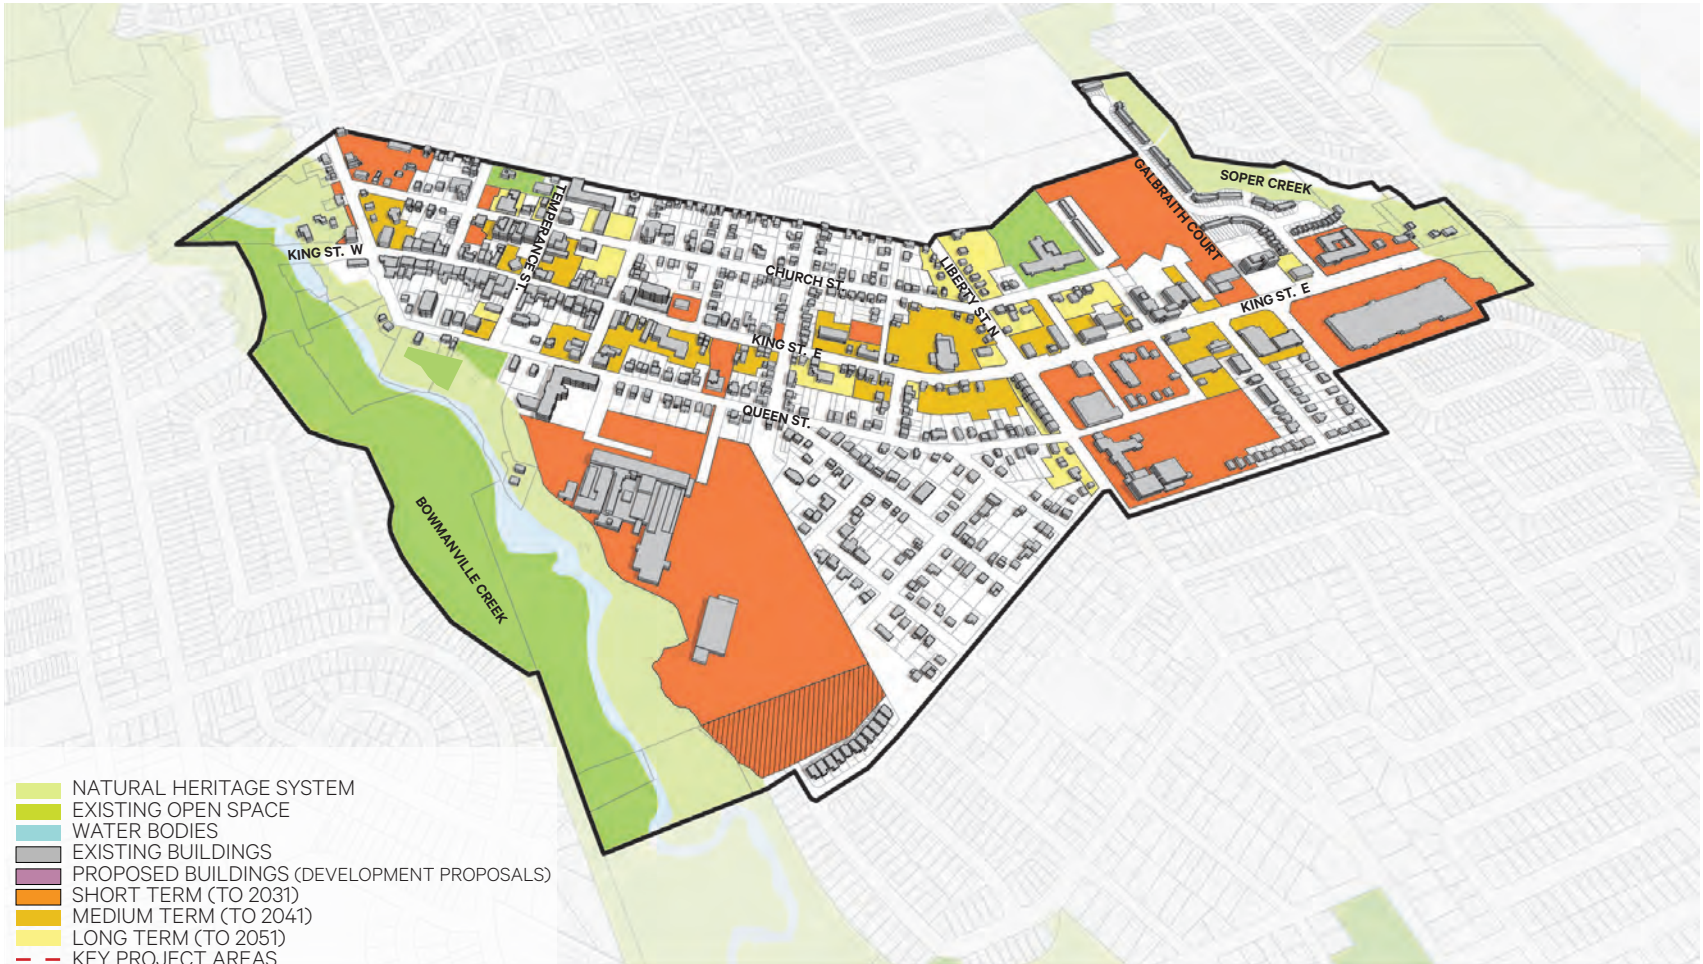 GALBRAITH COURT
SOPER CREEK
TEMPERANCE ST.
KING ST. W
CHURCH ST.
LIBERTY ST. N
KING ST. E
KING ST. E
QUEEN ST.
BOWMANVILLE CREEK
NATURAL HERITAGE SYSTEM
EXISTING OPEN SPACE
WATER BODIES
EXISTING BUILDINGS
PROPOSED BUILDINGS (DEVELOPMENT PROPOSALS)
SHORT TERM (TO 2031)
MEDIUM TERM (TO 2041)
LONG TERM (TO 2051)
KEY PROJECT AREAS